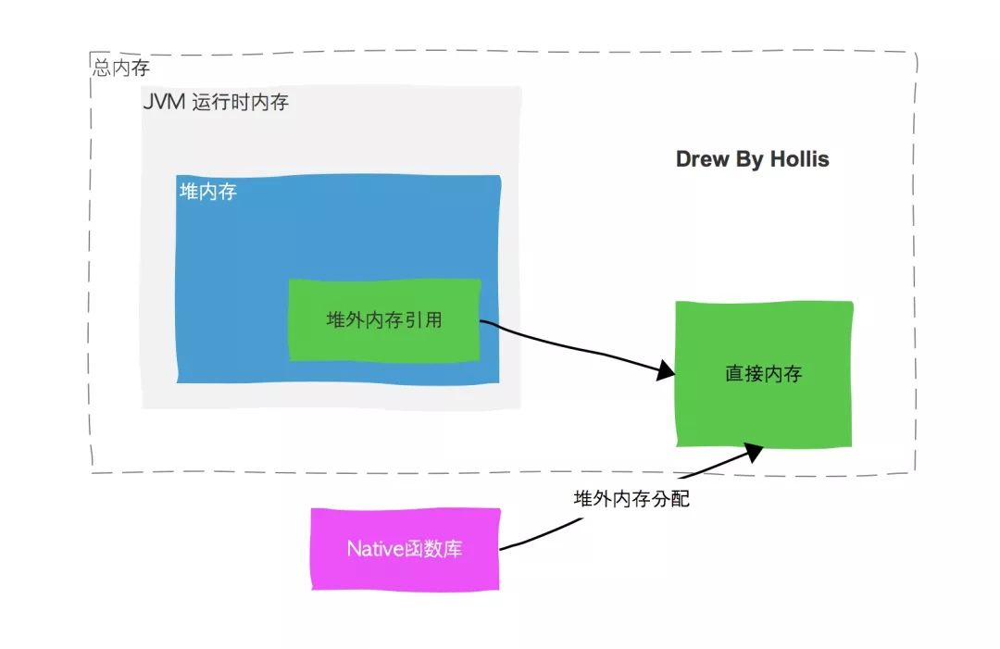 总内存
JVM 运行时内存
Drew By Hollis
堆内存
堆外内存引用
直接内存
堆外内存分配
Native函数库